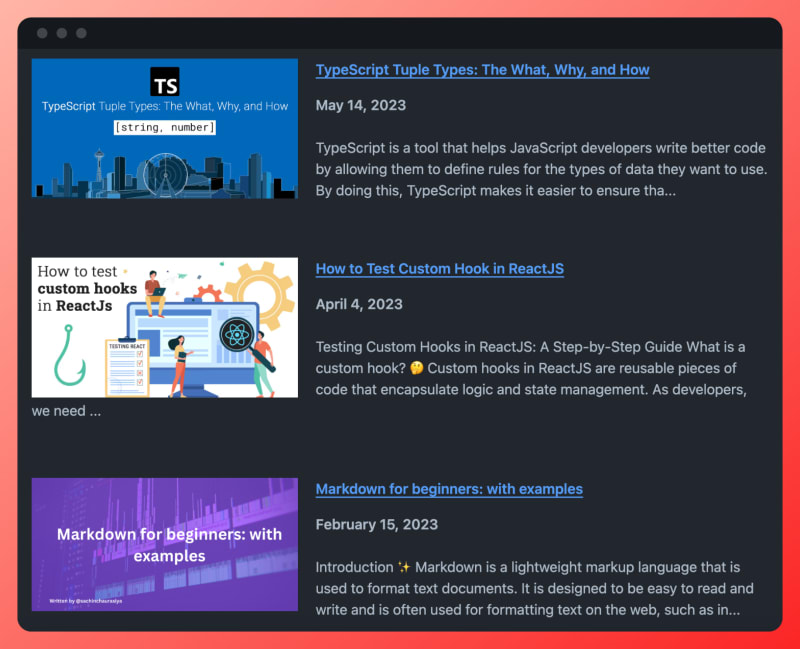 TS
TypeScript Tuple Types: The What, Why, and How
[string, number]
TypeScript Tuple Types: The What, Why, and How
May 14, 2023
TypeScript is a tool that helps JavaScript developers write better code
by allowing them to define rules for the types of data they want to use.
By doing this, TypeScript makes it easier to ensure tha...
How to test
custom hooks
in ReactJs
TESTING REACT
How to Test Custom Hook in ReactJS
April 4, 2023
Testing Custom Hooks in ReactJS: A Step-by-Step Guide What is a
custom hook? 🤔 Custom hooks in ReactJS are reusable pieces of
code that encapsulate logic and state management. As developers,
we need ...
Markdown for beginners: with
examples
Written by @sachinchaurasiya
Markdown for beginners: with examples
February 15, 2023
Introduction ✨ Markdown is a lightweight markup language that is
used to format text documents. It is designed to be easy to read and
write and is often used for formatting text on the web, such as in...